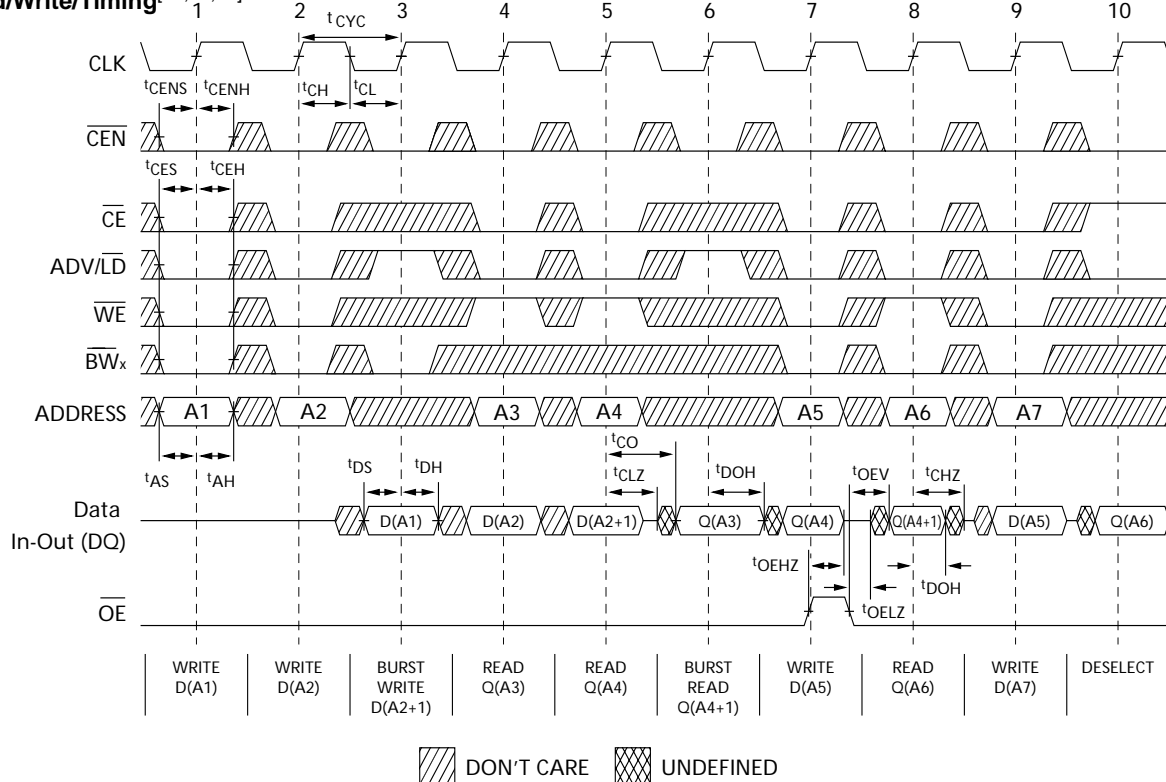 d/Write/Timing[
1 2 3 4 5 6 7 8 9 10
tCYC
CLK
tCENS tCENH tCH tCL
CEN
tCES tCEH
CE
ADV/LD
WE
BWx
ADDRESS A1 A2 A3 A4 A5 A6 A7
tCO
tAS tAH tDS tDH tCLZ tDOH tOEV tCHZ
Data
In-Out (DQ) D(A1) D(A2) D(A2+1) Q(A3) Q(A4) Q(A4+1) D(A5) Q(A6)
tOEHZ tDOH
tOELZ
OE
WRITE WRITE BURST READ READ BURST WRITE READ WRITE DESELECT
D(A1) D(A2) WRITE Q(A3) Q(A4) READ D(A5) Q(A6) D(A7)
D(A2+1) Q(A4+1)
DON'T CARE UNDEFINED